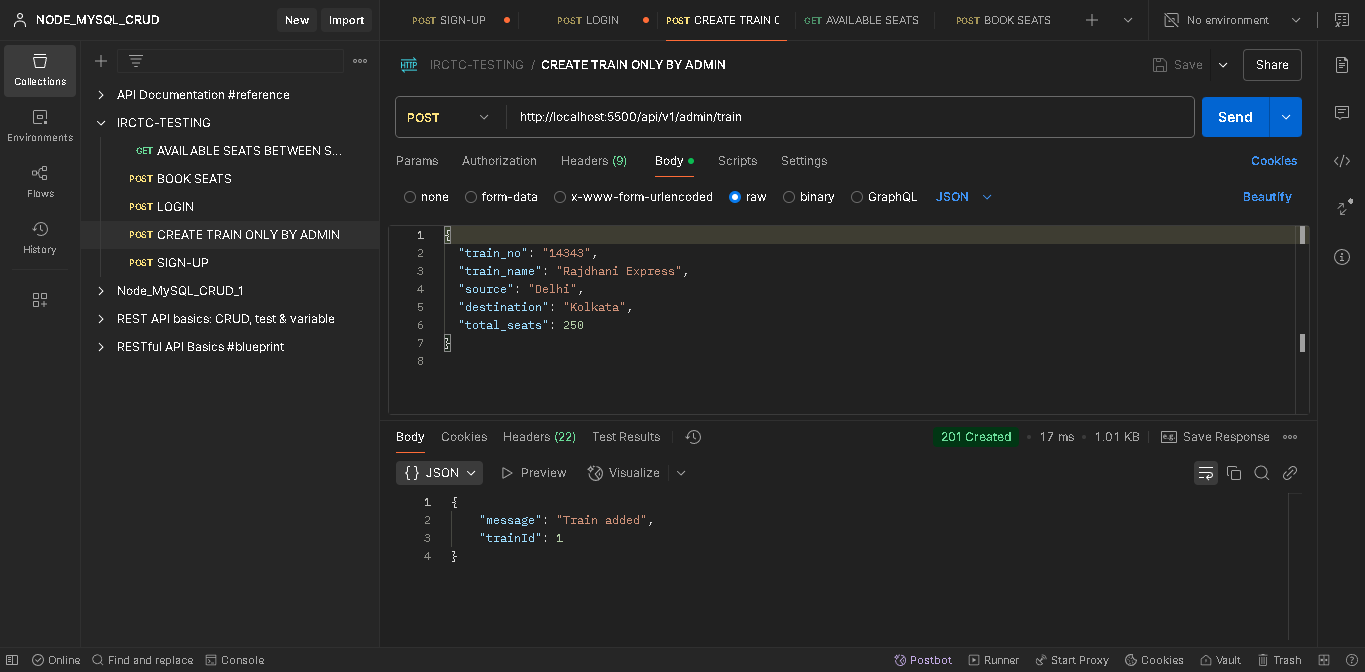 NODE_MYSQL_CRUD New Import POST SIGN-UP POST LOGIN POST CREATE TRAIN C GET AVAILABLE SEATS POST BOOK SEATS No environment
Collections
Environments
Flows
History
API Documentation #reference
IRCTC-TESTING
GET AVAILABLE SEATS BETWEEN S...
POST BOOK SEATS
POST LOGIN
POST CREATE TRAIN ONLY BY ADMIN
POST SIGN-UP
Node_MySQL_CRUD_1
REST API basics: CRUD, test & variable
RESTful API Basics #blueprint
HTTP IRCTC-TESTING / CREATE TRAIN ONLY BY ADMIN Save Share
POST http://localhost:5500/api/v1/admin/train Send
Params Authorization Headers (9) Body Scripts Settings Cookies
none form-data x-www-form-urlencoded raw binary GraphQL JSON Beautify
1 {
2 "train_no": "14343",
3 "train_name": "Rajdhani Express",
4 "source": "Delhi",
5 "destination": "Kolkata",
6 "total_seats": 250
7 }
8
Body Cookies Headers (22) Test Results 201 Created • 17 ms • 1.01 KB Save Response
{} JSON Preview Visualize
1 {
2 "message": "Train added",
3 "trainId": 1
4 }
Online Find and replace Console Postbot Runner Start Proxy Cookies Vault Trash